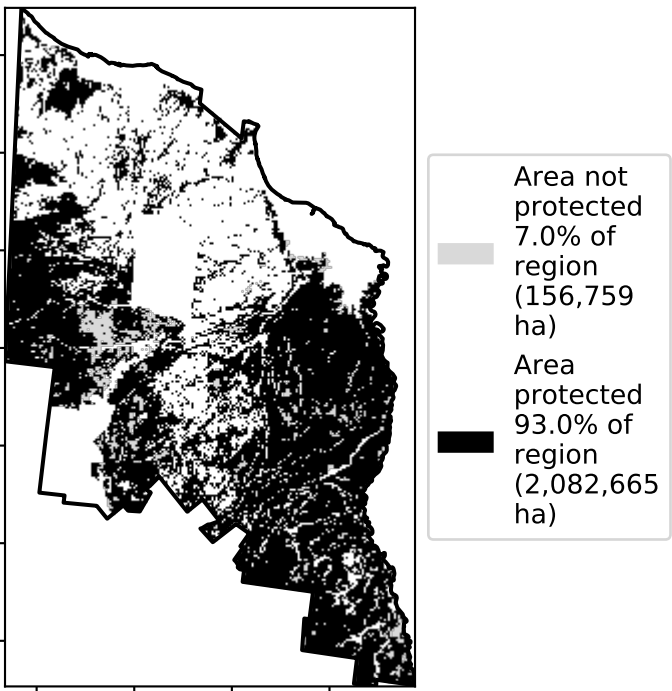 Area not
protected
7.0% of
region
(156,759
ha)
Area
protected
93.0% of
region
(2,082,665
ha)